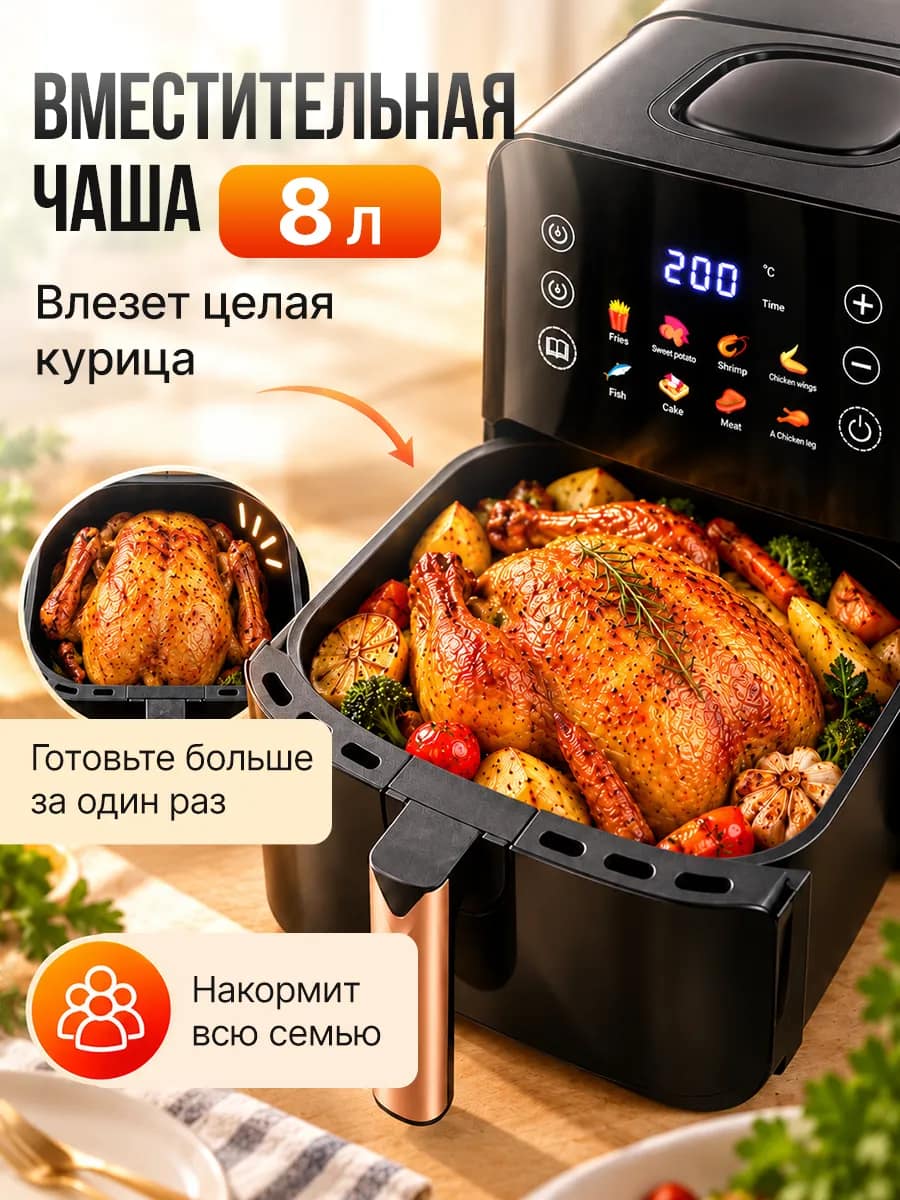 ВМЕСТИТЕЛЬНАЯ
ЧАША 8 л
Влезет целая
курица
200 °C
Time
Fries
Sweet potato
Shrimp
Chicken wings
Fish
Cake
Meat
A Chicken leg
Готовьте больше
за один раз
Накормит
всю семью